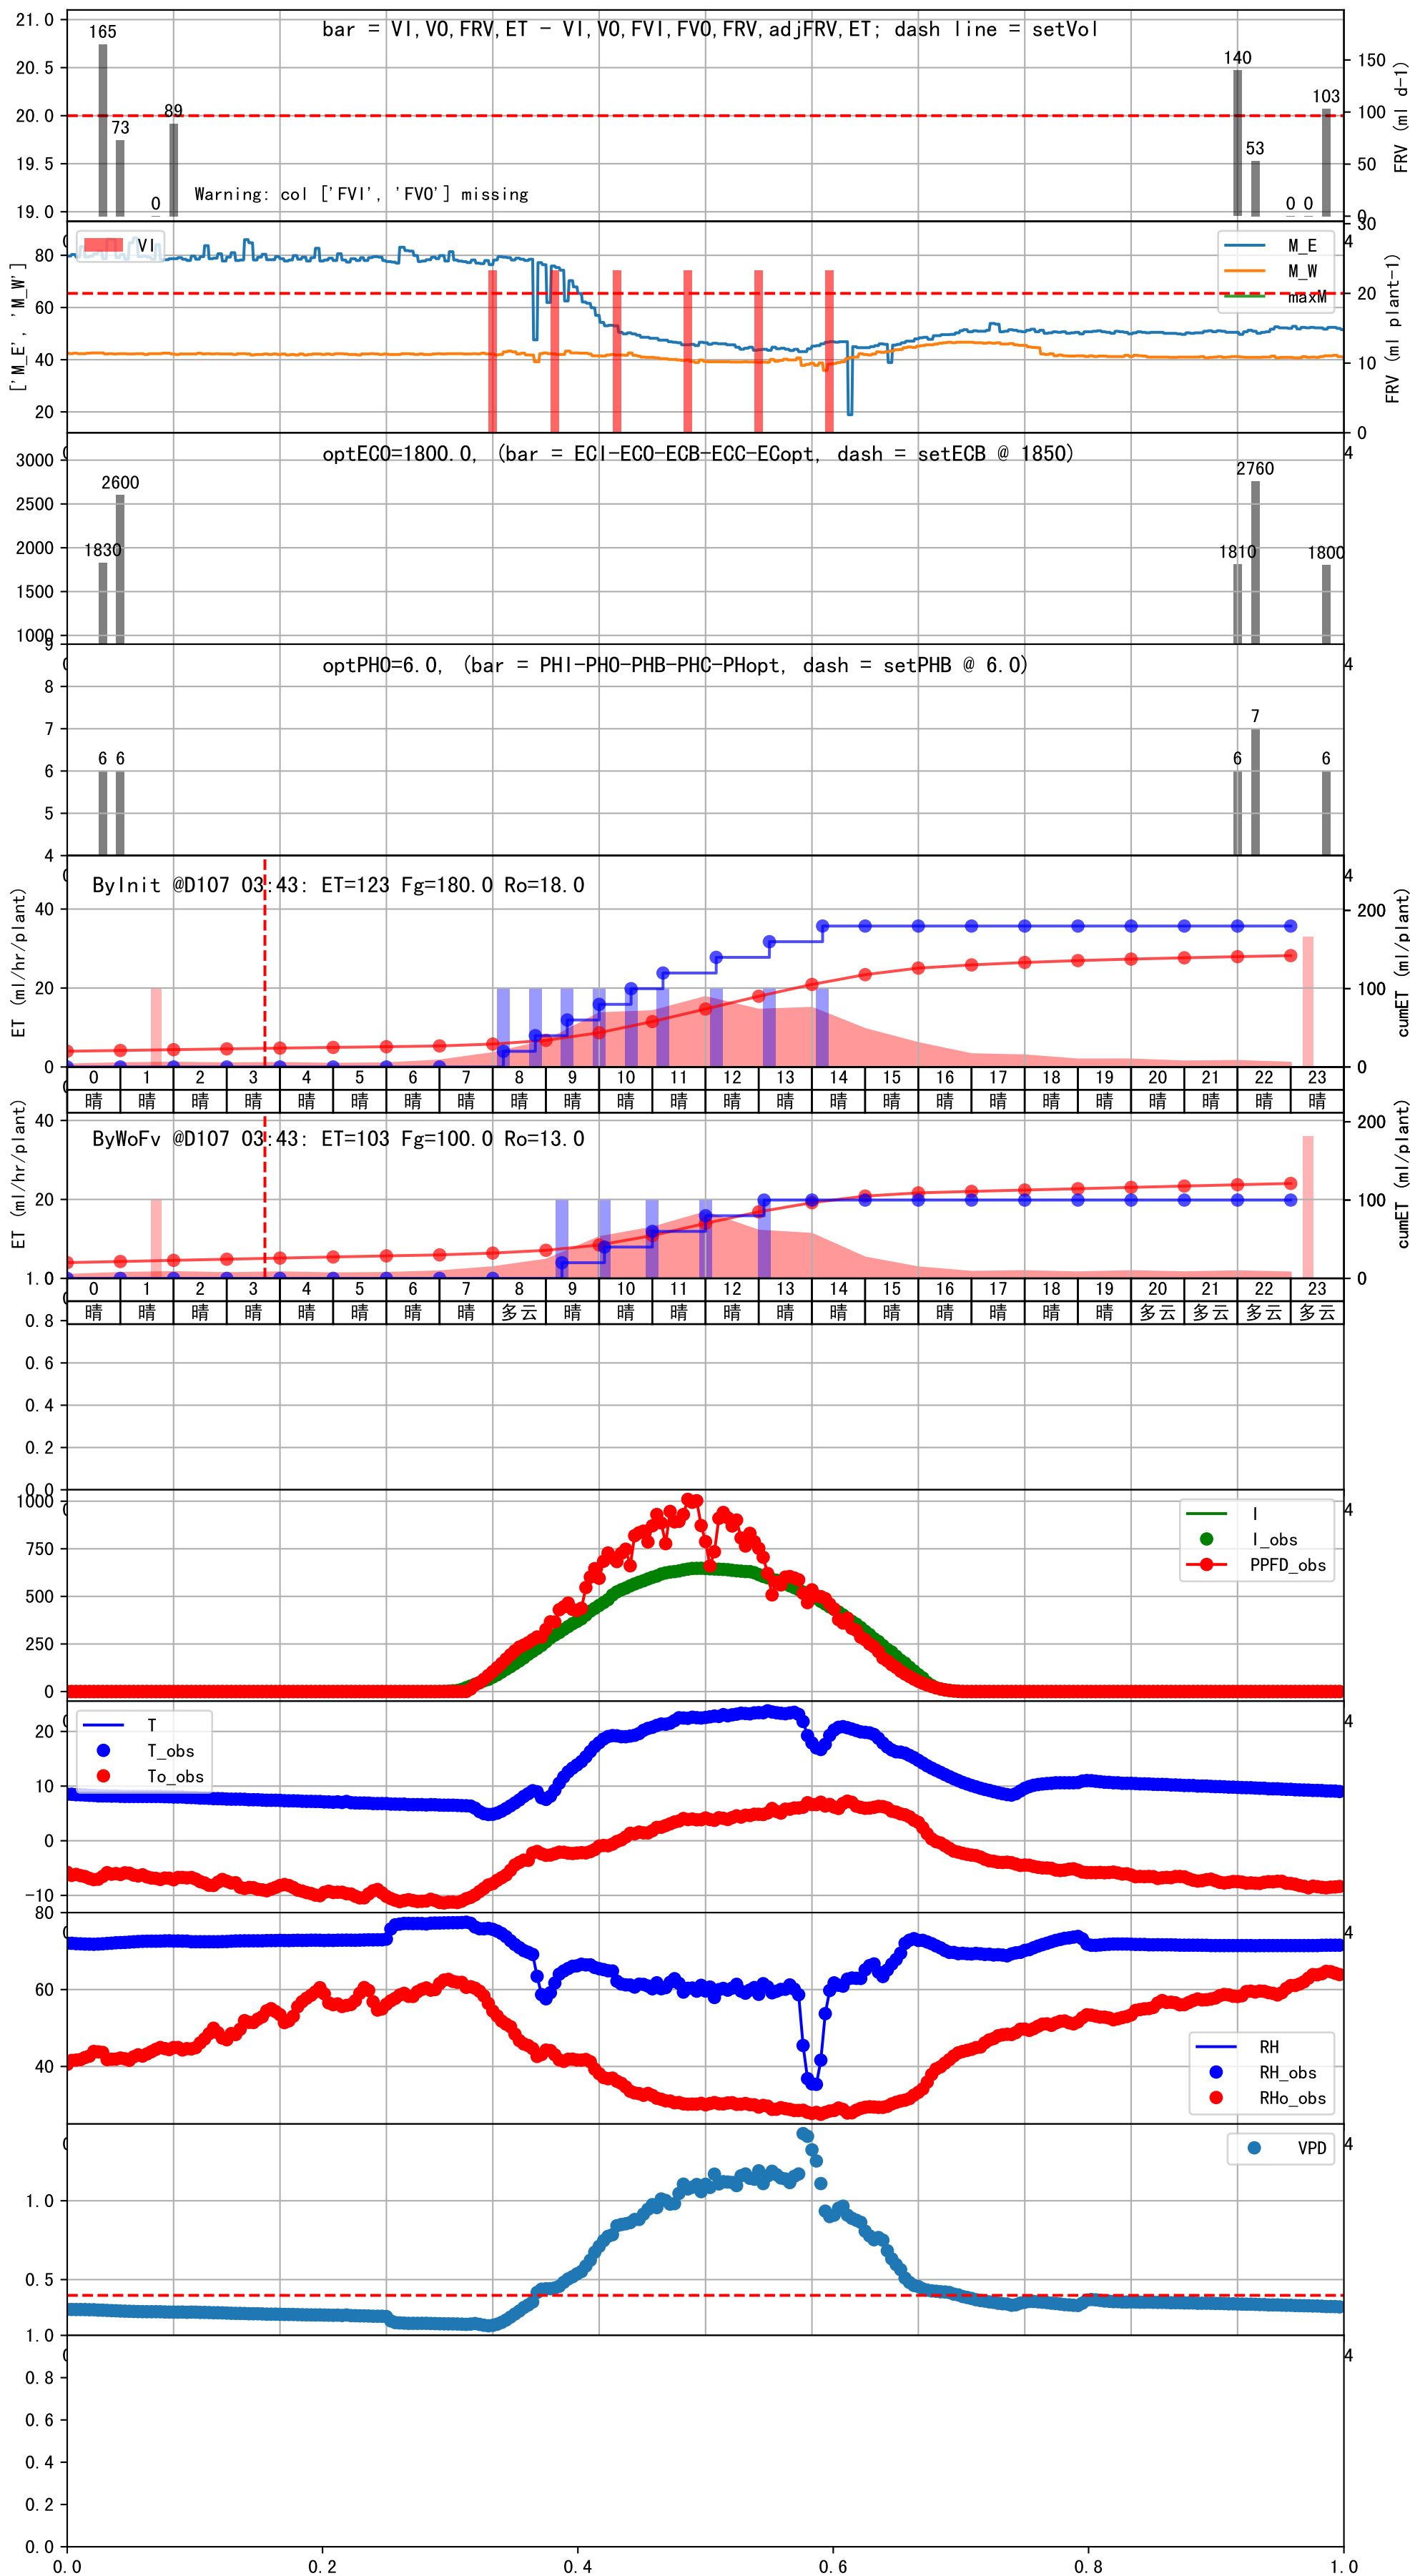 bar = VI,VO,FRV,ET - VI,VO,FVI,FVO,FRV,adjFRV,ET; dash line = setVol
21.0
20.5
20.0
19.5
19.0
165
73
0
89
140
53
0
0
103
Warning: col ['FVI', 'FVO'] missing
150
100
50
0
FRV (ml d-1)
VI
M_E
M_W
maxM
['M_E', 'M_W']
80
60
40
20
30
20
10
0
FRV (ml plant-1)
4
optECO=1800.0, (bar = ECI-ECO-ECB-ECC-ECopt, dash = setECB @ 1850)
3000
2500
2000
1500
1000
1830
2600
1810
2760
1800
4
optPHO=6.0, (bar = PHI-PHO-PHB-PHC-PHopt, dash = setPHB @ 6.0)
9
8
7
6
5
4
6
6
6
7
6
4
ByInit @D107 03:43: ET=123 Fg=180.0 Ro=18.0
ET (ml/hr/plant)
40
20
0
200
100
0
cumET (ml/plant)
4
0 1 2 3 4 5 6 7 8 9 10 11 12 13 14 15 16 17 18 19 20 21 22 23
晴 晴 晴 晴 晴 晴 晴 晴 晴 晴 晴 晴 晴 晴 晴 晴 晴 晴 晴 晴 晴 晴 晴 晴
ByWoFv @D107 03:43: ET=103 Fg=100.0 Ro=13.0
ET (ml/hr/plant)
40
20
1.0
200
100
0
cumET (ml/plant)
0 1 2 3 4 5 6 7 8 9 10 11 12 13 14 15 16 17 18 19 20 21 22 23
晴 晴 晴 晴 晴 晴 晴 晴 多云 晴 晴 晴 晴 晴 晴 晴 晴 晴 晴 晴 多云 多云 多云 多云
0.8
0.6
0.4
0.2
0.0
4
I
I_obs
PPFD_obs
1000
750
500
250
0
4
T
T_obs
To_obs
20
10
0
-10
4
RH
RH_obs
RHo_obs
80
60
40
4
VPD
1.0
0.5
4
1.0
0.8
0.6
0.4
0.2
0.0
0.0 0.2 0.4 0.6 0.8 1.0